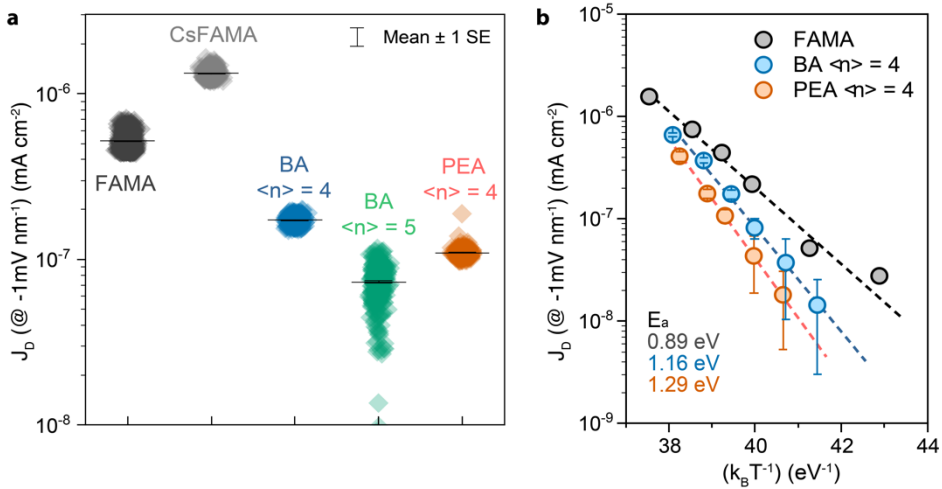 a
J_D (@ -1mV nm⁻¹) (mA cm⁻²)
10⁻⁶
10⁻⁷
10⁻⁸
CsFAMA
Mean ± 1 SE
FAMA
BA
<n> = 4
BA
<n> = 5
PEA
<n> = 4
b
J_D (@ -1mV nm⁻¹) (mA cm⁻²)
10⁻⁵
10⁻⁶
10⁻⁷
10⁻⁸
10⁻⁹
FAMA
BA <n> = 4
PEA <n> = 4
Eₐ
0.89 eV
1.16 eV
1.29 eV
38 40 42 44
(k_BT⁻¹) (eV⁻¹)